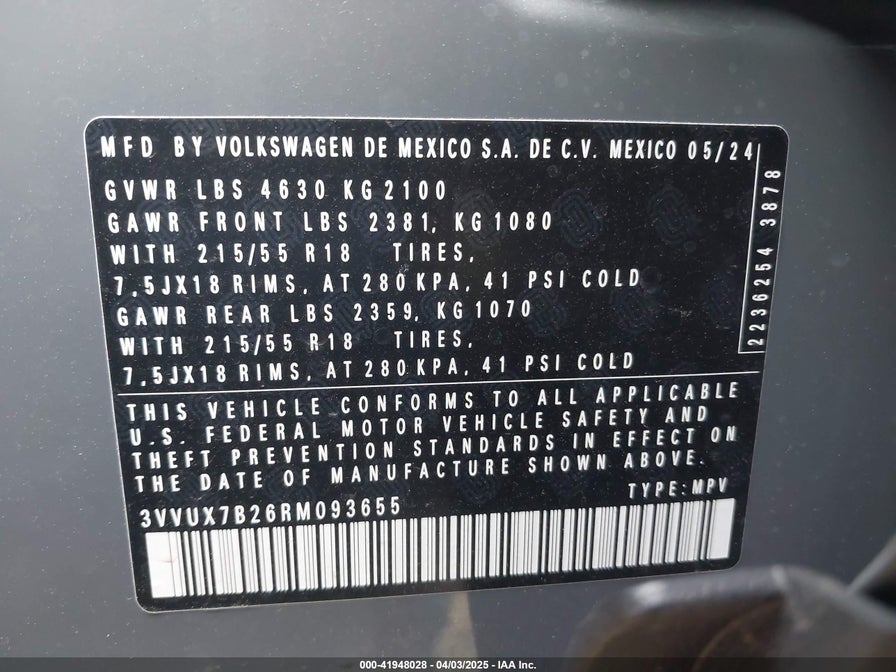 MFD BY VOLKSWAGEN DE MEXICO S.A. DE C.V. MEXICO 05/24
GVWR LBS 4630 KG 2100
GAWR FRONT LBS 2381, KG 1080
WITH 215/55 R18 TIRES,
7.5JX18 RIMS, AT 280 KPA, 41 PSI COLD
GAWR REAR LBS 2359, KG 1070
WITH 215/55 R18 TIRES,
7.5JX18 RIMS, AT 280 KPA, 41 PSI COLD
2236254 3878
THIS VEHICLE CONFORMS TO ALL APPLICABLE
U.S. FEDERAL MOTOR VEHICLE SAFETY AND
THEFT PREVENTION STANDARDS IN EFFECT ON
THE DATE OF MANUFACTURE SHOWN ABOVE.
TYPE: MPV
3VVUX7B26RM093655
000-41948028 - 04/03/2025 - IAA Inc.